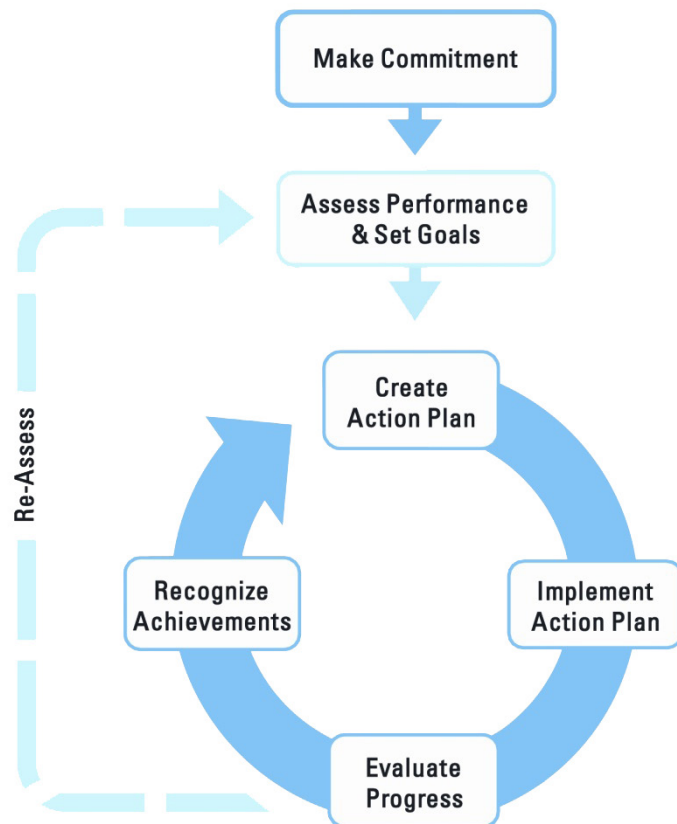 Make Commitment
Assess Performance
& Set Goals
Create
Action Plan
Re-Assess
Recognize
Achievements
Implement
Action Plan
Evaluate
Progress